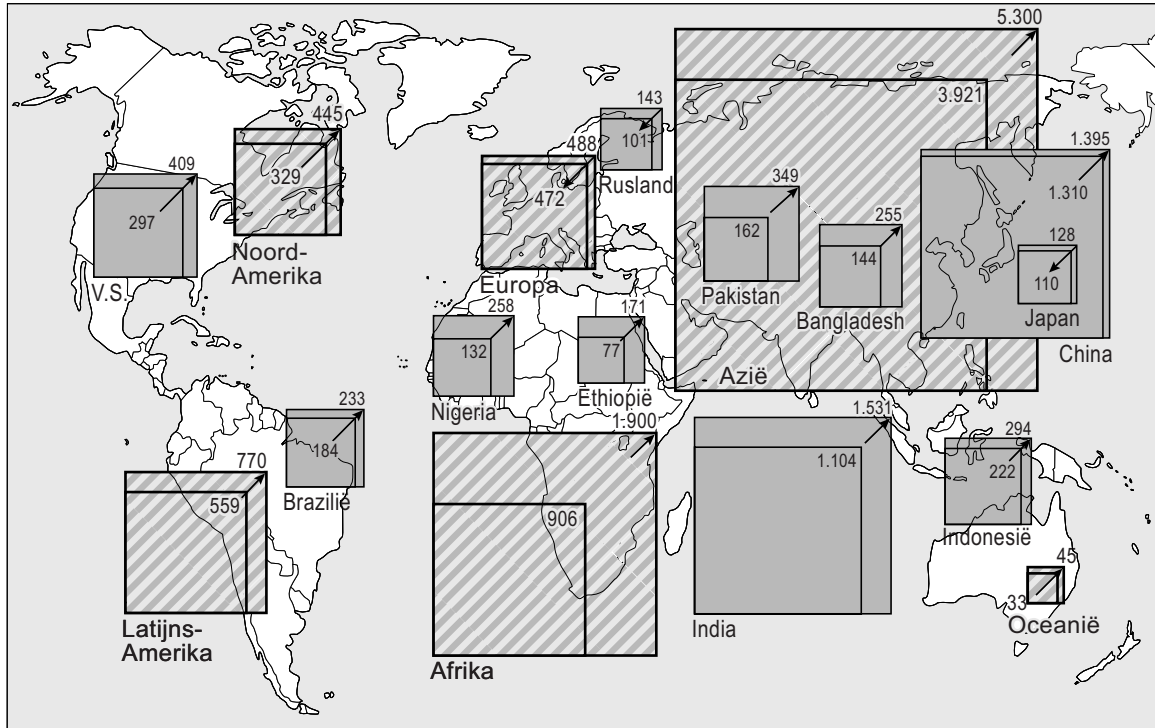 5.300
3.921
143
101
Rusland
445
329
Noord-
Amerika
409
297
V.S.
488
472
Europa
349
162
Pakistan
255
144
Bangladesh
1.395
1.310
128
110
Japan
China
Azië
258
132
Nigeria
171
77
Ethiopië
233
184
Brazilië
770
559
Latijns-
Amerika
1.900
906
Afrika
1.531
1.104
India
294
222
Indonesië
45
33
Oceanië